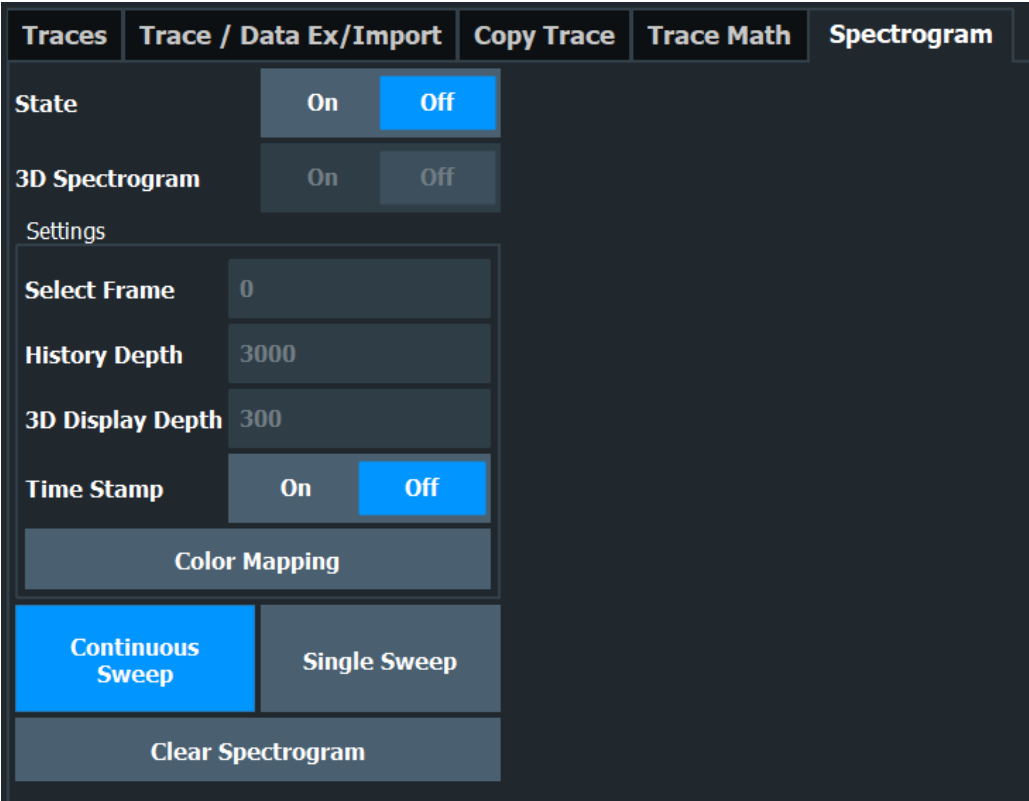 Traces Trace / Data Ex/Import Copy Trace Trace Math Spectrogram
State On Off
3D Spectrogram On Off
Settings
Select Frame 0
History Depth 3000
3D Display Depth 300
Time Stamp On Off
Color Mapping
Continuous
Sweep
Single Sweep
Clear Spectrogram